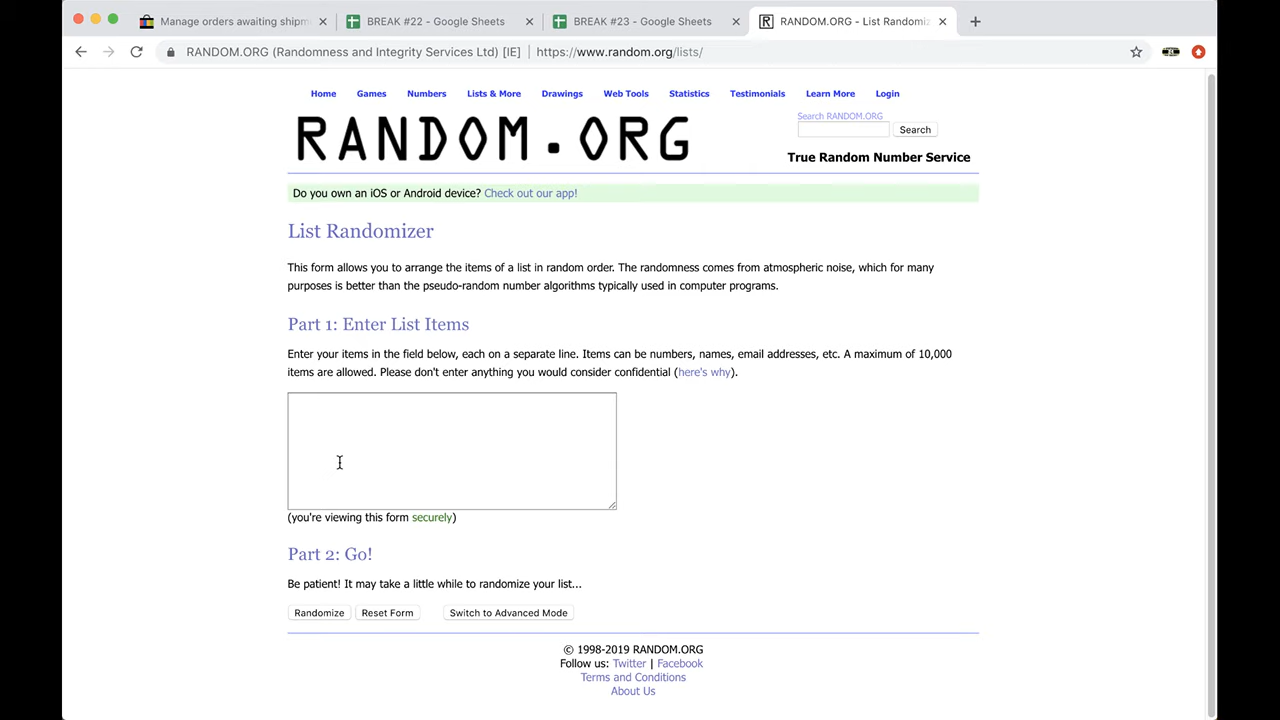 Manage orders awaiting shipm
BREAK #22 - Google Sheets
BREAK #23 - Google Sheets
RANDOM.ORG - List Randomiz
RANDOM.ORG (Randomness and Integrity Services Ltd) [IE]
https://www.random.org/lists/
Home Games Numbers Lists & More Drawings Web Tools Statistics Testimonials Learn More Login
RANDOM.ORG
Search RANDOM.ORG
Search
True Random Number Service
Do you own an iOS or Android device? Check out our app!
List Randomizer
This form allows you to arrange the items of a list in random order. The randomness comes from atmospheric noise, which for many
purposes is better than the pseudo-random number algorithms typically used in computer programs.
Part 1: Enter List Items
Enter your items in the field below, each on a separate line. Items can be numbers, names, email addresses, etc. A maximum of 10,000
items are allowed. Please don't enter anything you would consider confidential (here's why).
(you're viewing this form securely)
Part 2: Go!
Be patient! It may take a little while to randomize your list...
Randomize Reset Form Switch to Advanced Mode
© 1998-2019 RANDOM.ORG
Follow us: Twitter | Facebook
Terms and Conditions
About Us